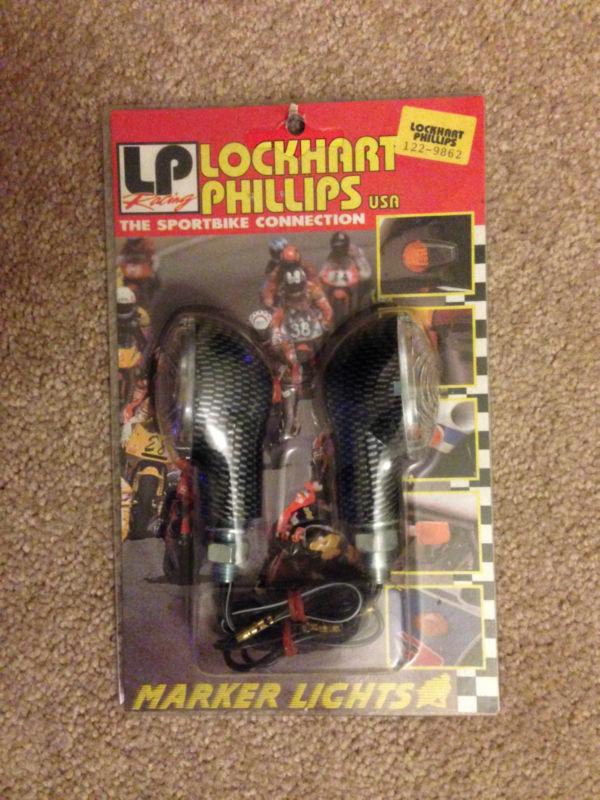 LP
Racing
LOCKHART
PHILLIPS USA
THE SPORTBIKE CONNECTION
LOCKHART
PHILLIPS
122-9862
38
MARKER LIGHTS